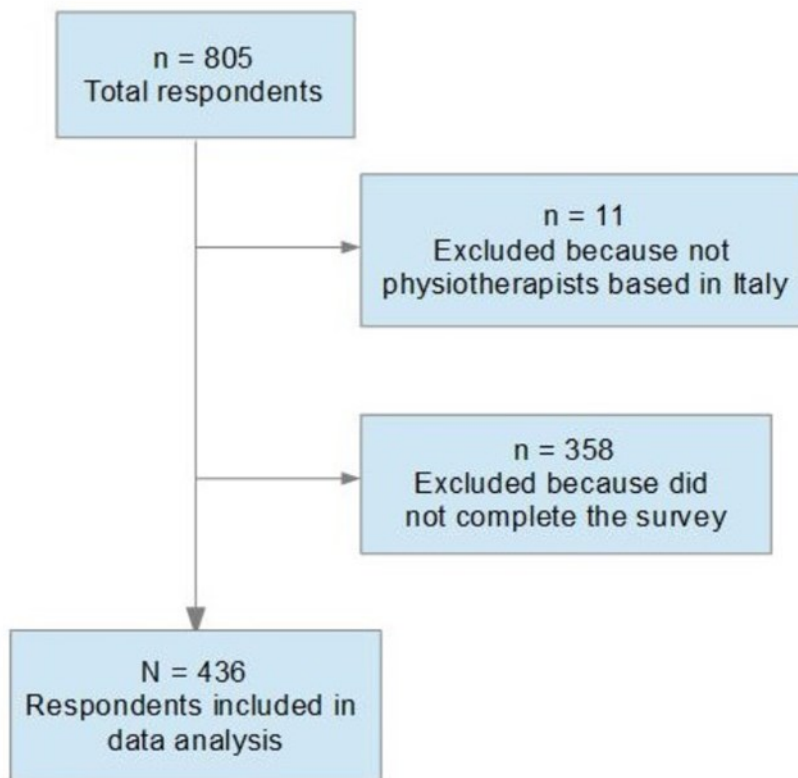 n = 805
Total respondents
n = 11
Excluded because not
physiotherapists based in Italy
n = 358
Excluded because did
not complete the survey
N = 436
Respondents included in
data analysis